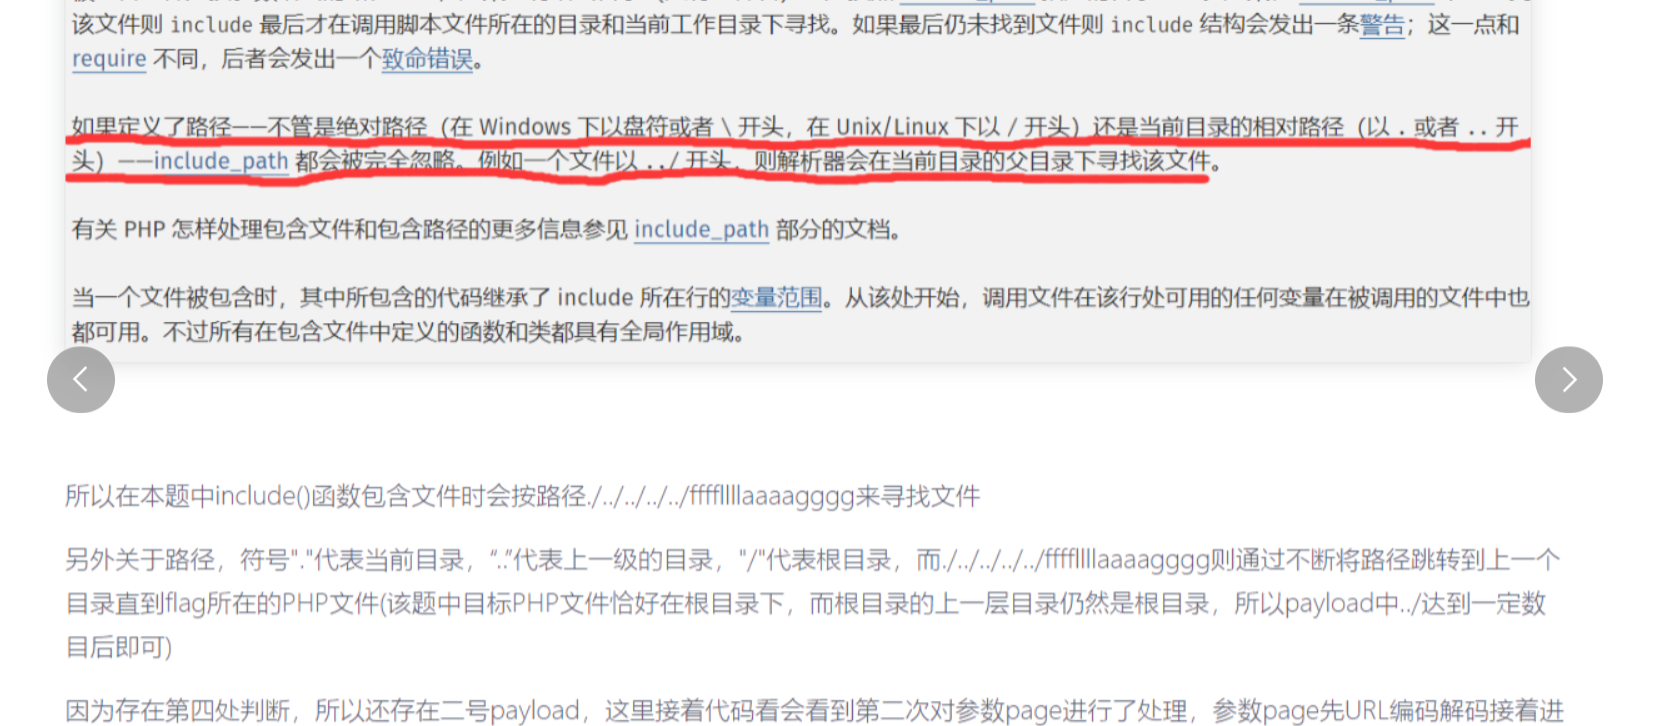 该文件则 include 最后才在调用脚本文件所在的目录和当前工作目录下寻找。如果最后仍未找到文件则 include 结构会发出一条警告；这一点和
require 不同，后者会发出一个致命错误。
如果定义了路径——不管是绝对路径（在 Windows 下以盘符或者 \ 开头，在 Unix/Linux 下以 / 开头）还是当前目录的相对路径（以 . 或者 .. 开
头）——include_path 都会被完全忽略。例如一个文件以 ../ 开头，则解析器会在当前目录的父目录下寻找该文件。
有关 PHP 怎样处理包含文件和包含路径的更多信息参见 include_path 部分的文档。
当一个文件被包含时，其中所包含的代码继承了 include 所在行的变量范围。从该处开始，调用文件在该行处可用的任何变量在被调用的文件中也
都可用。不过所有在包含文件中定义的函数和类都具有全局作用域。
所以在本题中include()函数包含文件时会按路径./../../../../ffffllllaaaagggg来寻找文件
另外关于路径，符号"."代表当前目录，“..”代表上一级的目录，"/"代表根目录，而./../../../../ffffllllaaaagggg则通过不断将路径跳转到上一个
目录直到flag所在的PHP文件(该题中目标PHP文件恰好在根目录下，而根目录的上一层目录仍然是根目录，所以payload中../达到一定数
目后即可)
因为存在第四处判断，所以还存在二号payload，这里接着代码看会看到第二次对参数page进行了处理，参数page先URL编码解码接着进